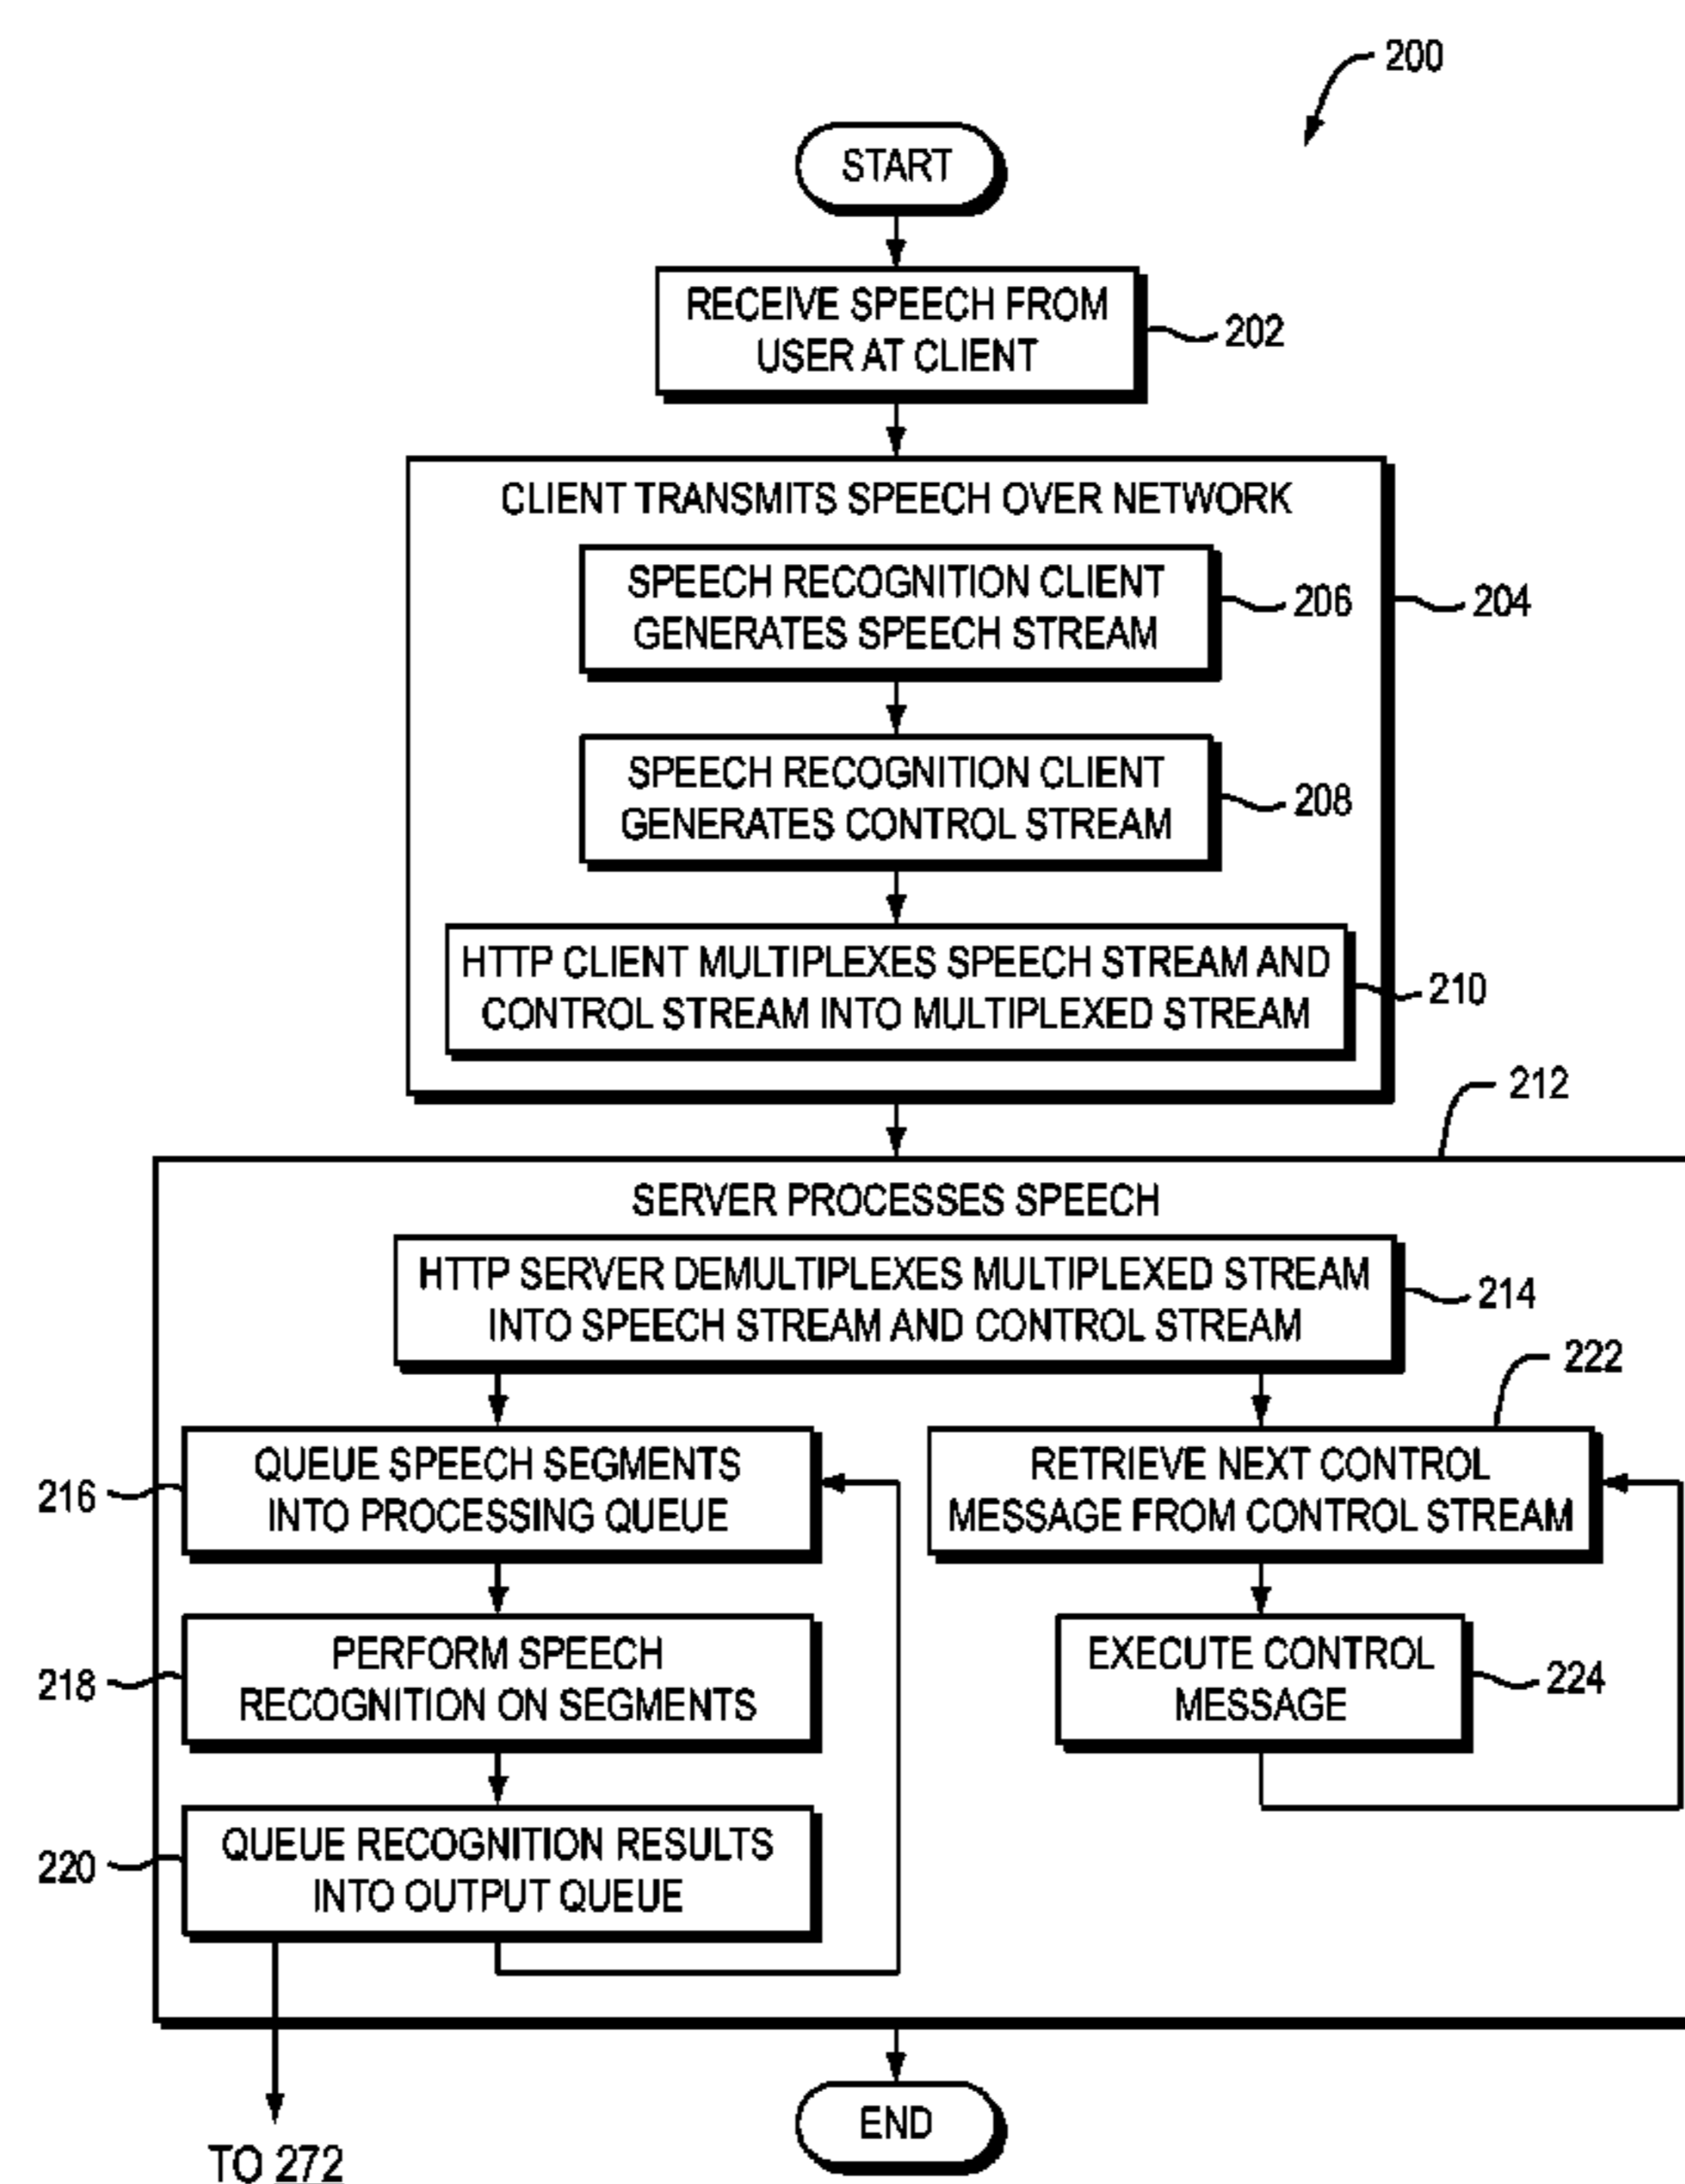 200
START
RECEIVE SPEECH FROM
USER AT CLIENT
202
CLIENT TRANSMITS SPEECH OVER NETWORK
204
SPEECH RECOGNITION CLIENT
GENERATES SPEECH STREAM
206
SPEECH RECOGNITION CLIENT
GENERATES CONTROL STREAM
208
HTTP CLIENT MULTIPLEXES SPEECH STREAM AND
CONTROL STREAM INTO MULTIPLEXED STREAM
210
212
SERVER PROCESSES SPEECH
HTTP SERVER DEMULTIPLEXES MULTIPLEXED STREAM
INTO SPEECH STREAM AND CONTROL STREAM
214
QUEUE SPEECH SEGMENTS
INTO PROCESSING QUEUE
216
PERFORM SPEECH
RECOGNITION ON SEGMENTS
218
QUEUE RECOGNITION RESULTS
INTO OUTPUT QUEUE
220
222
RETRIEVE NEXT CONTROL
MESSAGE FROM CONTROL STREAM
EXECUTE CONTROL
MESSAGE
224
END
TO 272